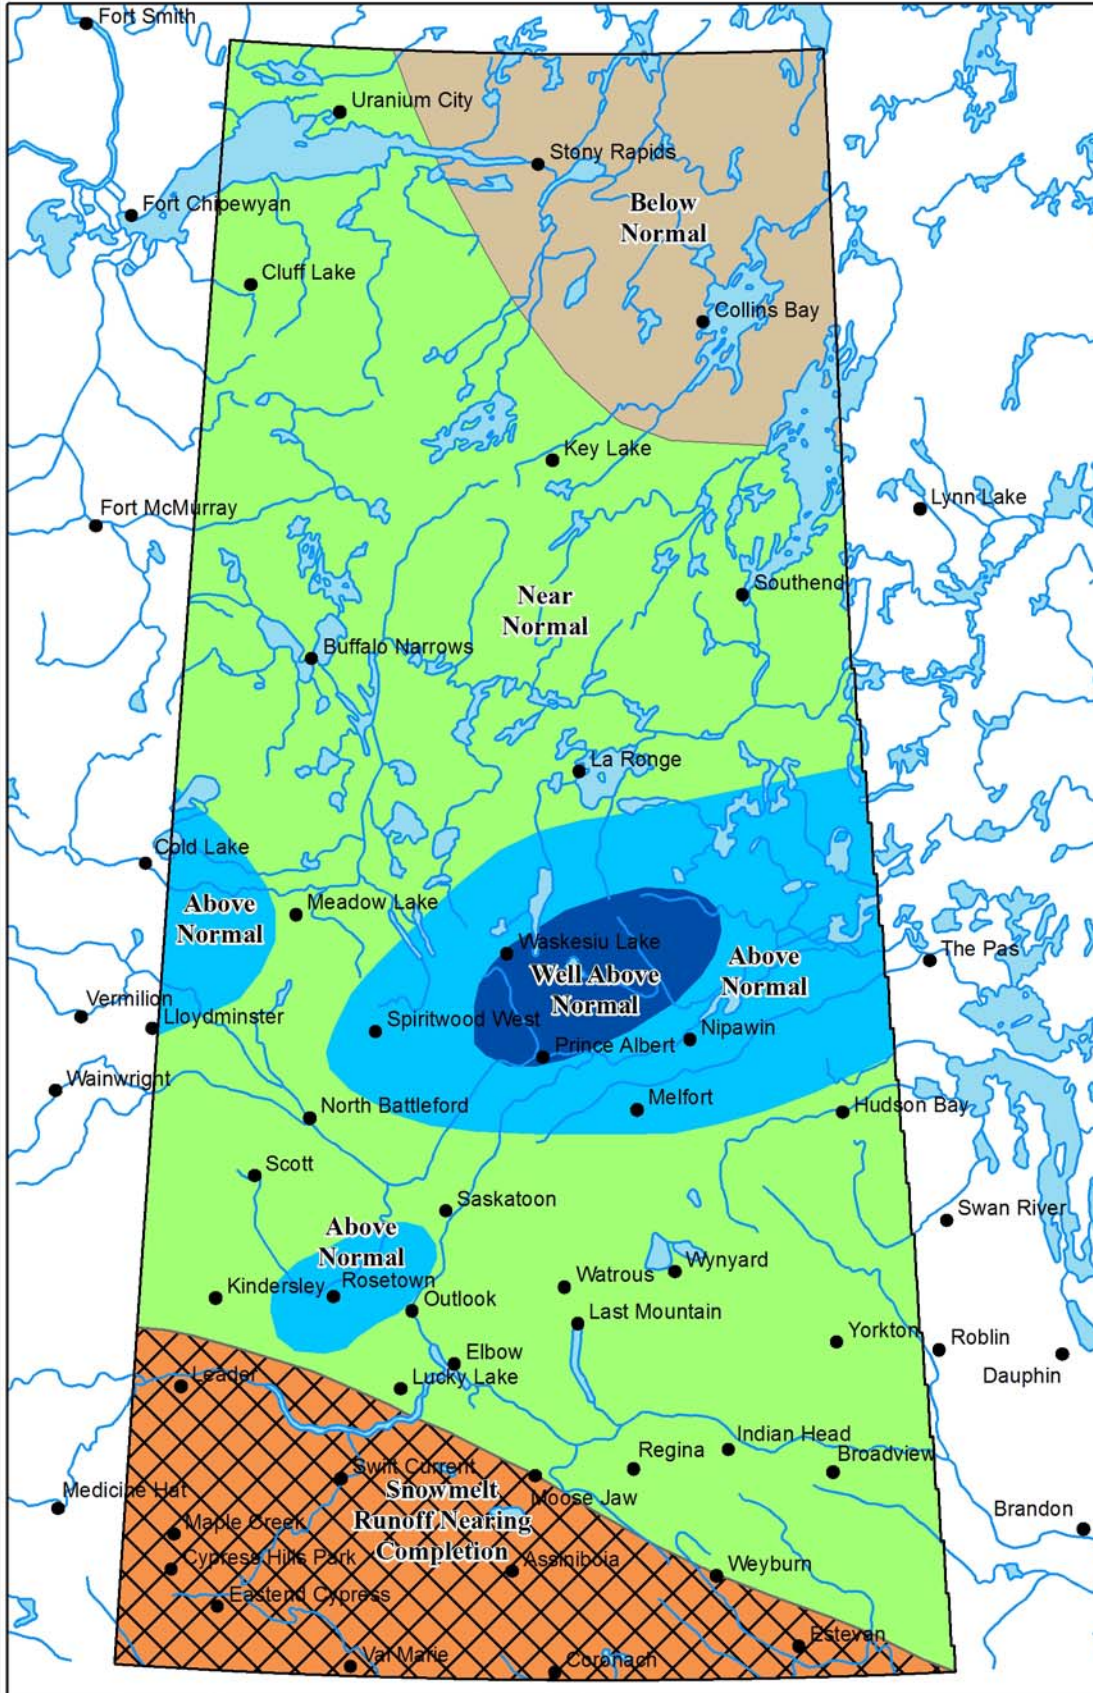 Fort Smith
Uranium City
Stony Rapids
Below
Normal
Fort Chipewyan
Cluff Lake
Collins Bay
Key Lake
Lynn Lake
Fort McMurray
Southend
Near
Normal
Buffalo Narrows
La Ronge
Cold Lake
Meadow Lake
Above
Normal
Waskesiu Lake
Well Above
Normal
Above
Normal
The Pas
Vermilion
Lloydminster
Spiritwood West
Nipawin
Prince Albert
Wainwright
North Battleford
Melfort
Hudson Bay
Scott
Saskatoon
Swan River
Above
Normal
Kindersley
Rosetown
Outlook
Watrous
Wynyard
Last Mountain
Yorkton
Roblin
Dauphin
Elbow
Lucky Lake
Leader
Indian Head
Regina
Broadview
Swift Current
Moose Jaw
Medicine Hat
Snowmelt
Runoff Nearing
Completion
Brandon
Maple Creek
Cypress Hills Park
Assiniboia
Weyburn
Eastend Cypress
Estevan
Val Marie
Coronach